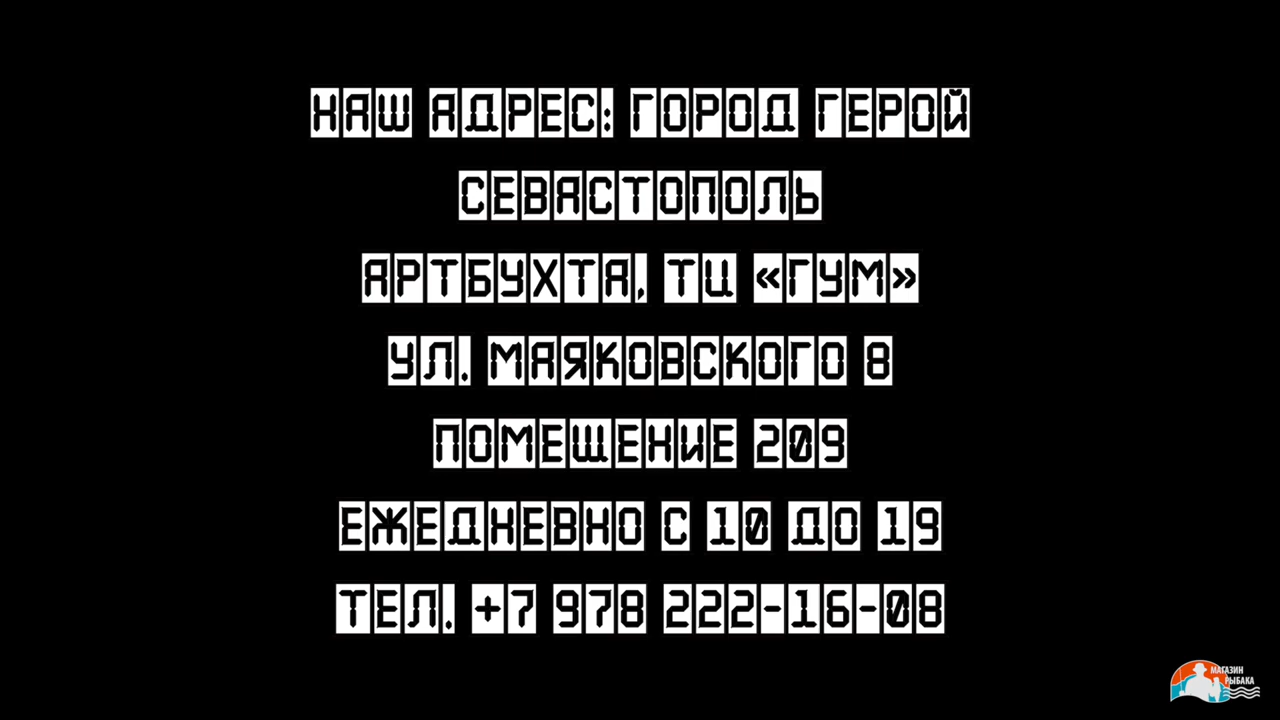 НАШ АДРЕС: ГОРОД ГЕРОЙ
СЕВАСТОПОЛЬ
АРТБУХТА, ТЦ «ГУМ»
УЛ. МАЯКОВСКОГО 8
ПОМЕЩЕНИЕ 209
ЕЖЕДНЕВНО С 10 ДО 19
ТЕЛ. +7 978 222-16-08
МАГАЗИН
РЫБАКА